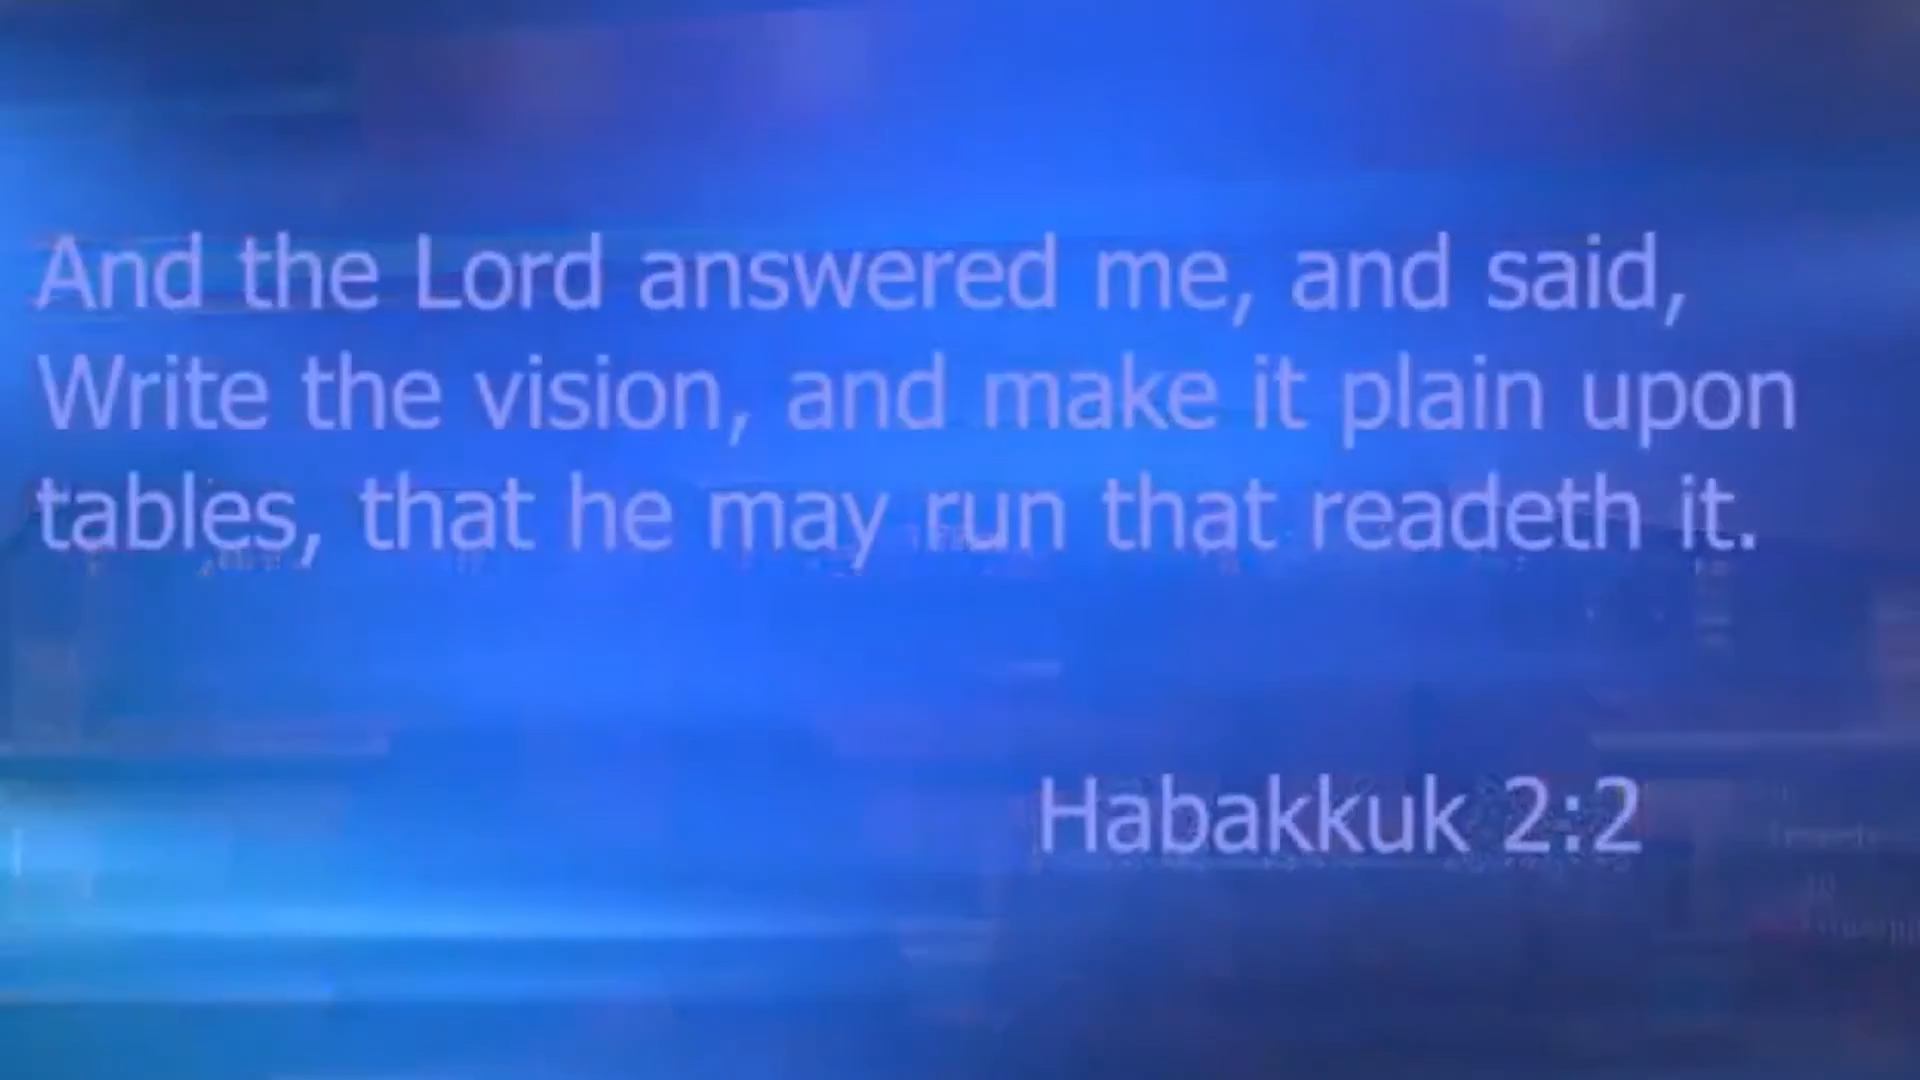 And the Lord answered me, and said,
Write the vision, and make it plain upon
tables, that he may run that readeth it.
Habakkuk 2:2